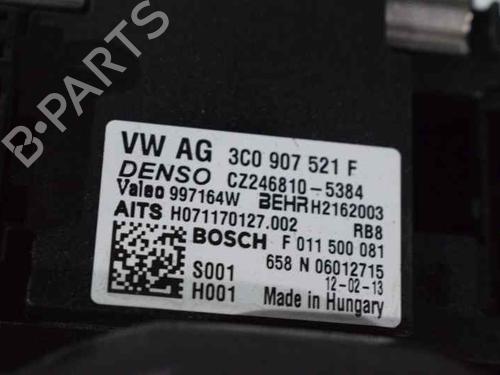 VW AG 3C0 907 521 F
DENSO CZ246810-5384
Valeo 997164W BEHR H2162003
AITS H071170127.002 RB8
BOSCH F 011 500 081
658 N 06012715
S001 12-02-13
H001 Made in Hungary